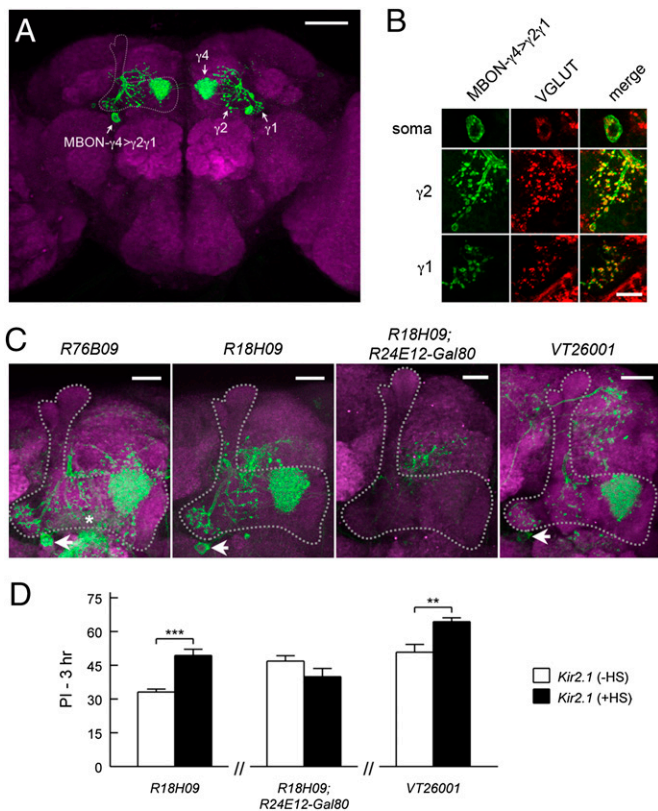 A
γ4
γ2
γ1
MBON-γ4>γ2γ1
B
MBON-γ4>γ2γ1
VGLUT
merge
soma
γ2
γ1
C
R76B09
R18H09
R18H09;
R24E12-Gal80
VT26001
*
D
PI - 3 hr
75
60
45
30
15
0
***
**
//
//
R18H09
R18H09;
R24E12-Gal80
VT26001
Kir2.1 (-HS)
Kir2.1 (+HS)